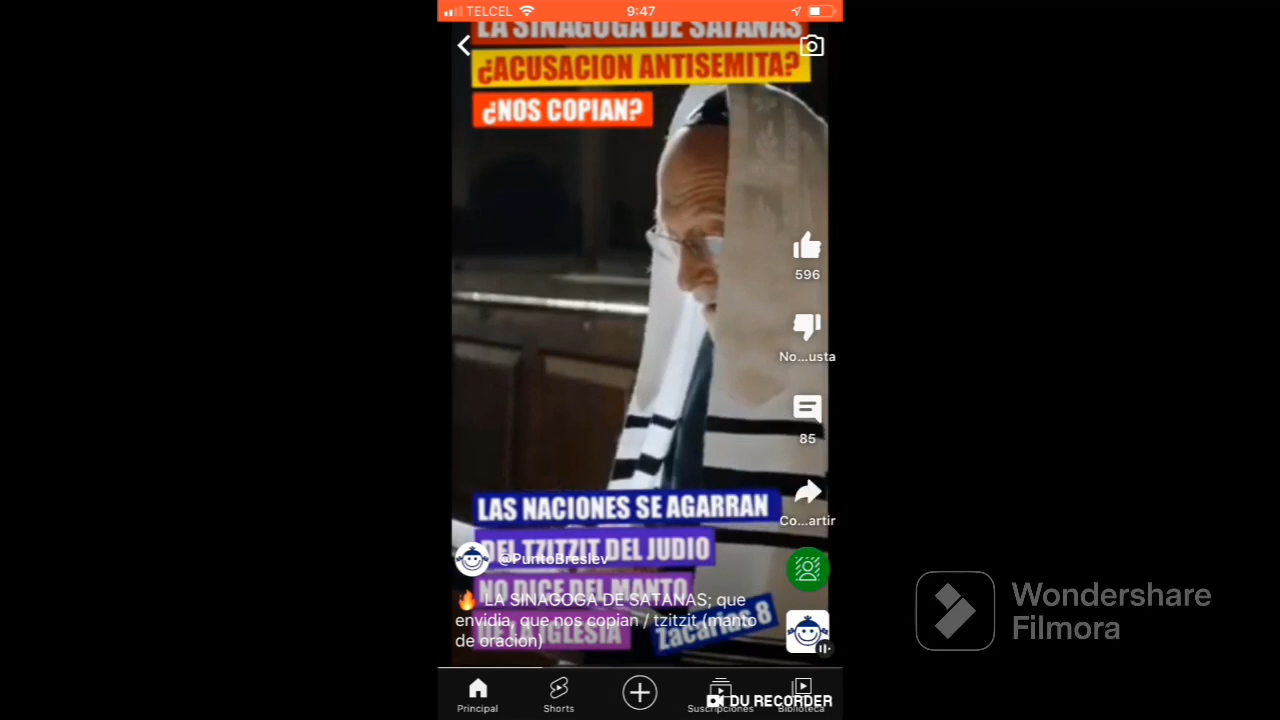 TELCEL
9:47
LA SINAGOGA DE SATANAS
¿ACUSACION ANTISEMITA?
¿NOS COPIAN?
596
No...usta
85
Co...artir
LAS NACIONES SE AGARRAN
DEL TZITZIT DEL JUDIO
@PuntoBreslev
NO DICE DEL MANTO
DE LA IGLESIA
Zacarias 8
🔥 LA SINAGOGA DE SATANAS; que
envidia, que nos copian / tzitzit (manto
de oracion)
Wondershare
Filmora
DU RECORDER
Principal
Shorts
Suscripciones
Biblioteca